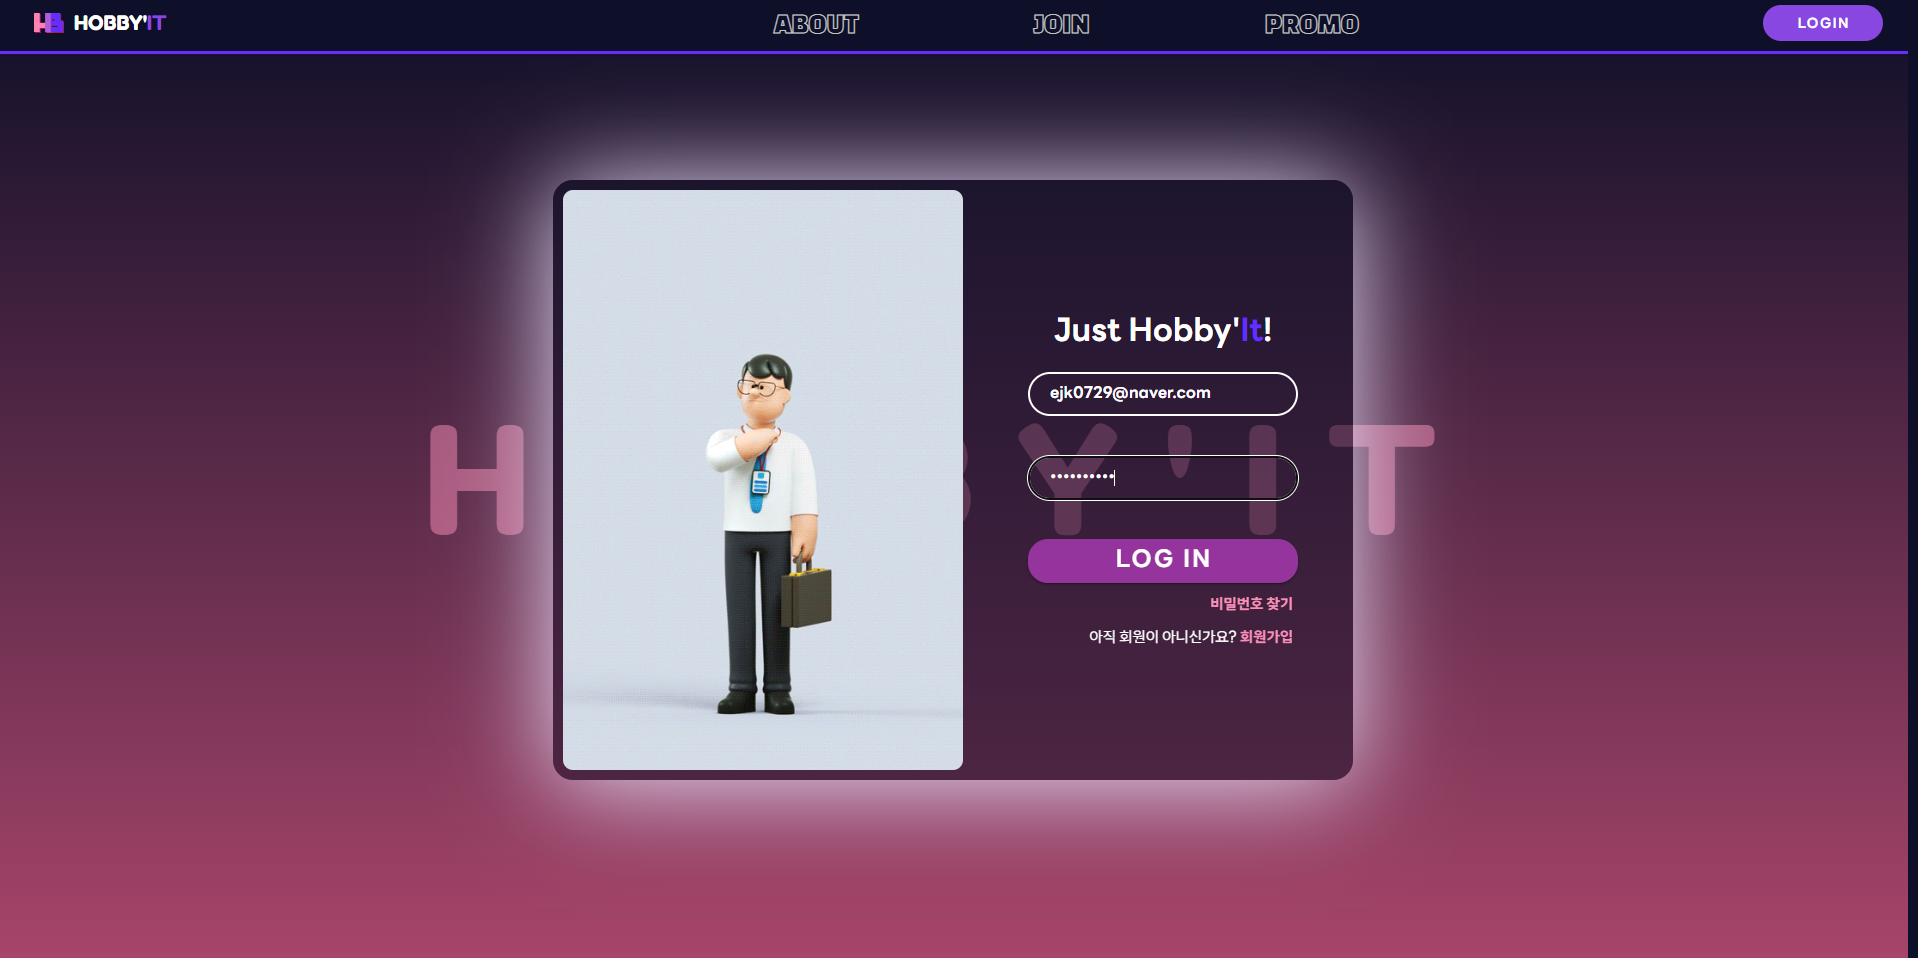 HOBBY'IT
ABOUT
JOIN
PROMO
LOGIN
Just Hobby'It!
ejk0729@naver.com
••••••••••
LOG IN
비밀번호 찾기
아직 회원이 아니신가요? 회원가입
H B Y ' I T